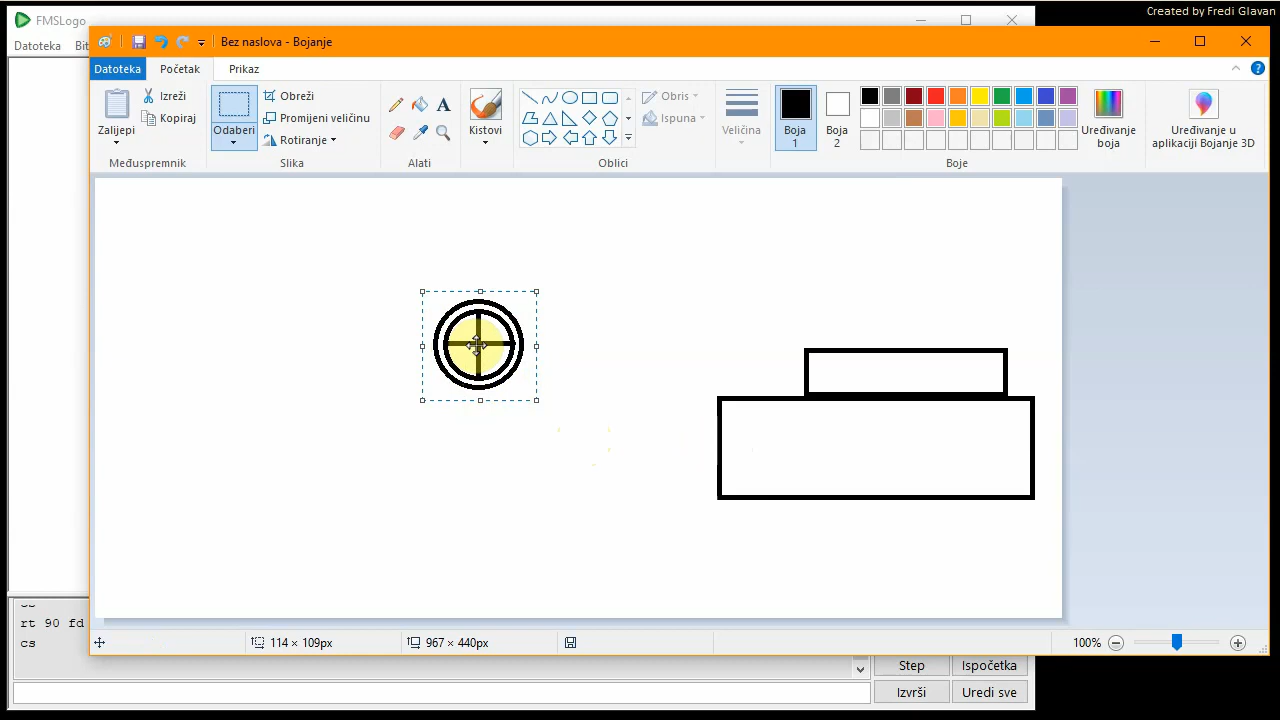 Created by Fredi Glavan
FMSLogo
Datoteka Bit
Bez naslova - Bojanje
Datoteka Početak Prikaz
Zalijepi
Izreži
Kopiraj
Međuspremnik
Odaberi
Obreži
Promijeni veličinu
Rotiranje
Slika
Alati
Kistovi
Obris
Ispuna
Oblici
Veličina
Boja
1
Boja
2
Uređivanje
boja
Boje
Uređivanje u
aplikaciji Bojanje 3D
rt 90 fd
cs
114 × 109px
967 × 440px
100%
Step Ispočetka
Izvrši Uredi sve